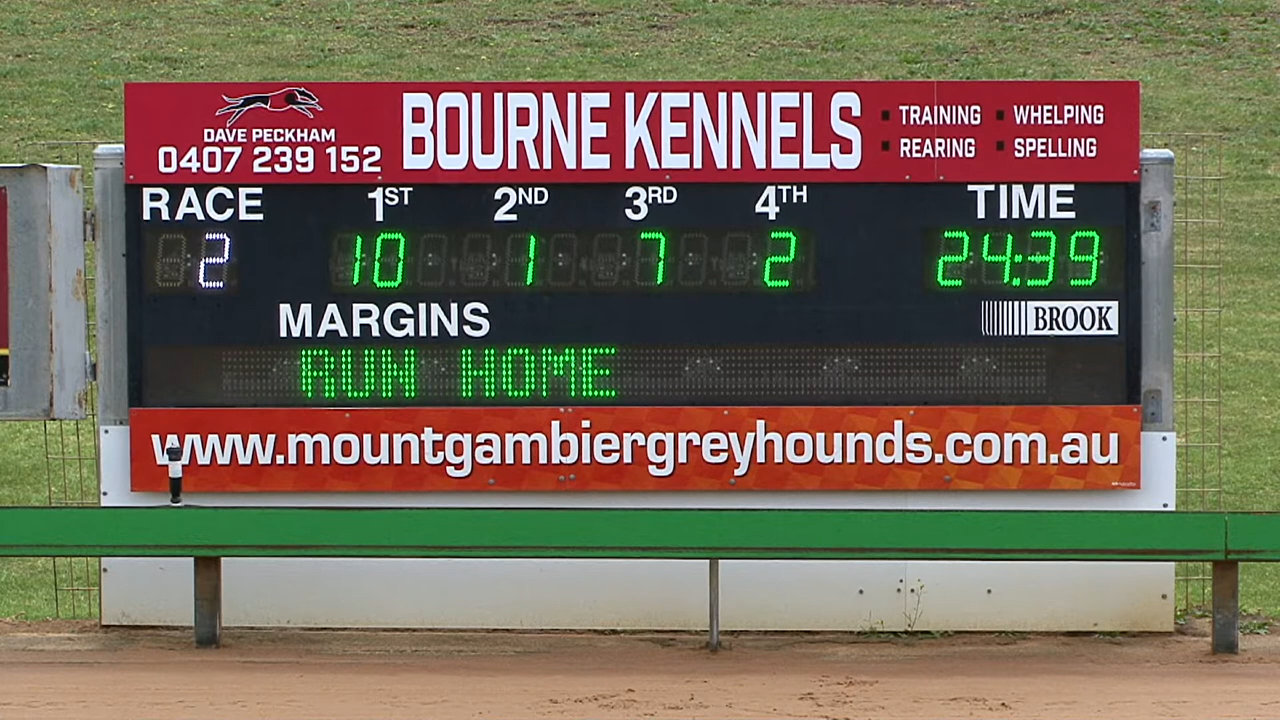 DAVE PECKHAM
0407 239 152
BOURNE KENNELS
TRAINING WHELPING
REARING SPELLING
RACE 1ST 2ND 3RD 4TH TIME
2 10 1 7 2 24:39
MARGINS
BROOK
RUN HOME
www.mountgambiergreyhounds.com.au